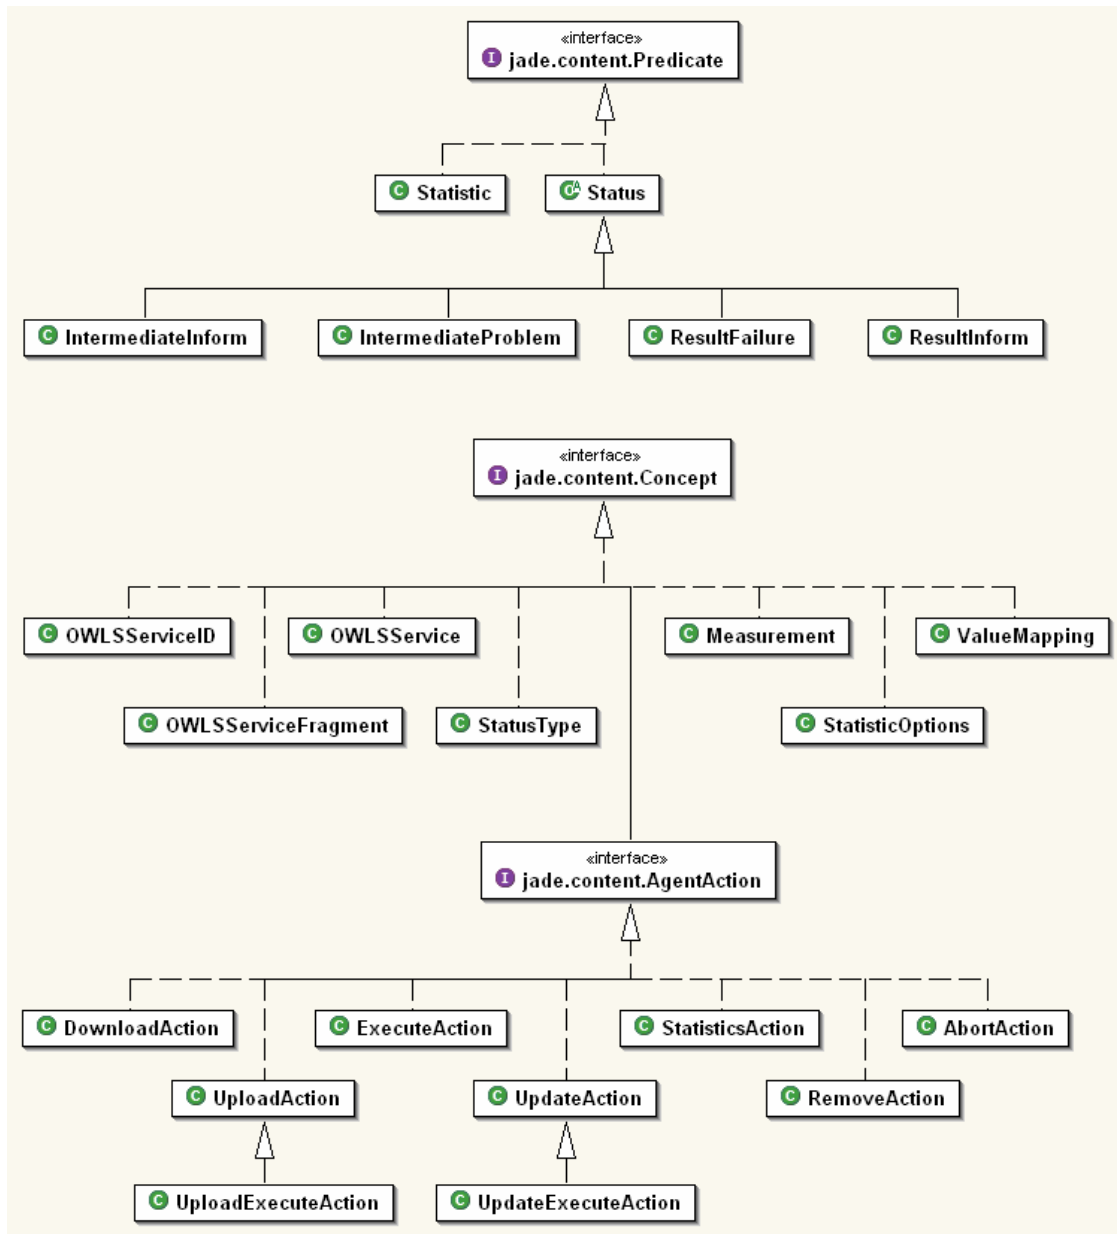 «interface»
I jade.content.Predicate
C Statistic
C A Status
C IntermediateInform
C IntermediateProblem
C ResultFailure
C ResultInform
«interface»
I jade.content.Concept
C OWLSServiceID
C OWLSService
C Measurement
C ValueMapping
C OWLSServiceFragment
C StatusType
C StatisticOptions
«interface»
I jade.content.AgentAction
C DownloadAction
C ExecuteAction
C StatisticsAction
C AbortAction
C UploadAction
C UpdateAction
C RemoveAction
C UploadExecuteAction
C UpdateExecuteAction